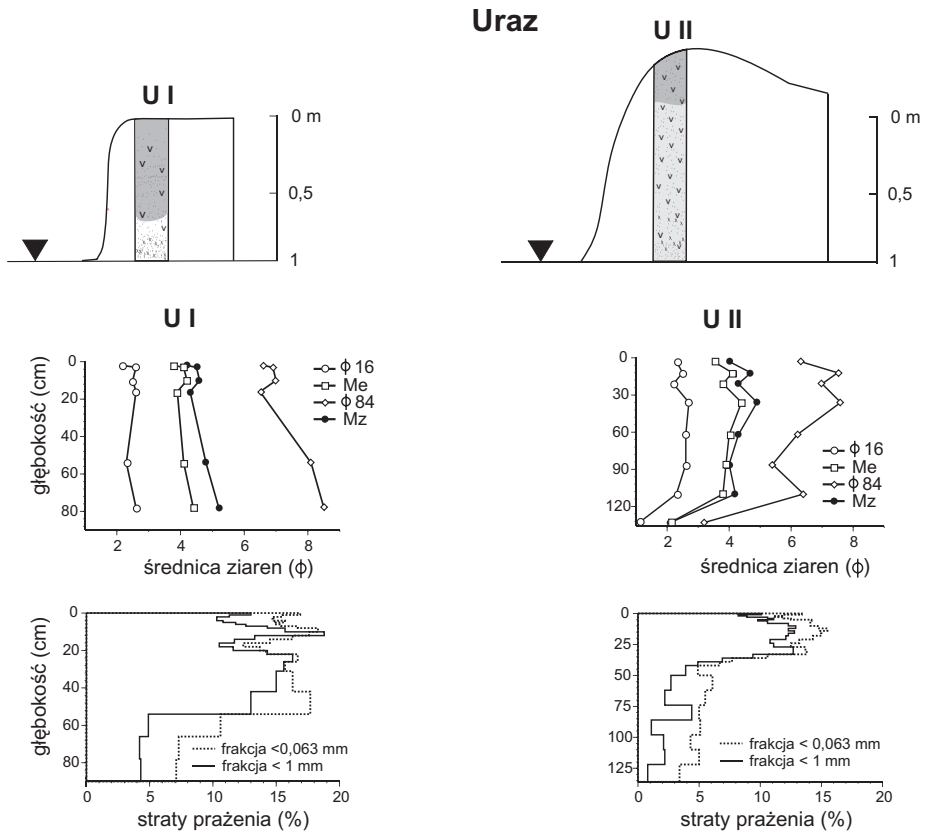 Uraz
U I
0 m
0,5
1
U II
0 m
0,5
1
U I
głębokość (cm)
0
20
40
60
80
2
4
6
8
średnica ziaren (ϕ)
ϕ 16
Me
ϕ 84
Mz
U II
0
30
60
90
120
0
2
4
6
8
średnica ziaren (ϕ)
ϕ 16
Me
ϕ 84
Mz
głębokość (cm)
0
20
40
60
80
0
5
10
15
20
straty prażenia (%)
frakcja <0,063 mm
frakcja < 1 mm
0
25
50
75
100
125
0
5
10
15
20
straty prażenia (%)
frakcja < 0,063 mm
frakcja < 1 mm